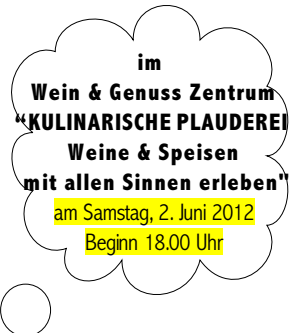 im
Wein & Genuss Zentrum
“KULINARISCHE PLAUDEREI
Weine & Speisen
mit allen Sinnen erleben"
am Samstag, 2. Juni 2012
Beginn 18.00 Uhr